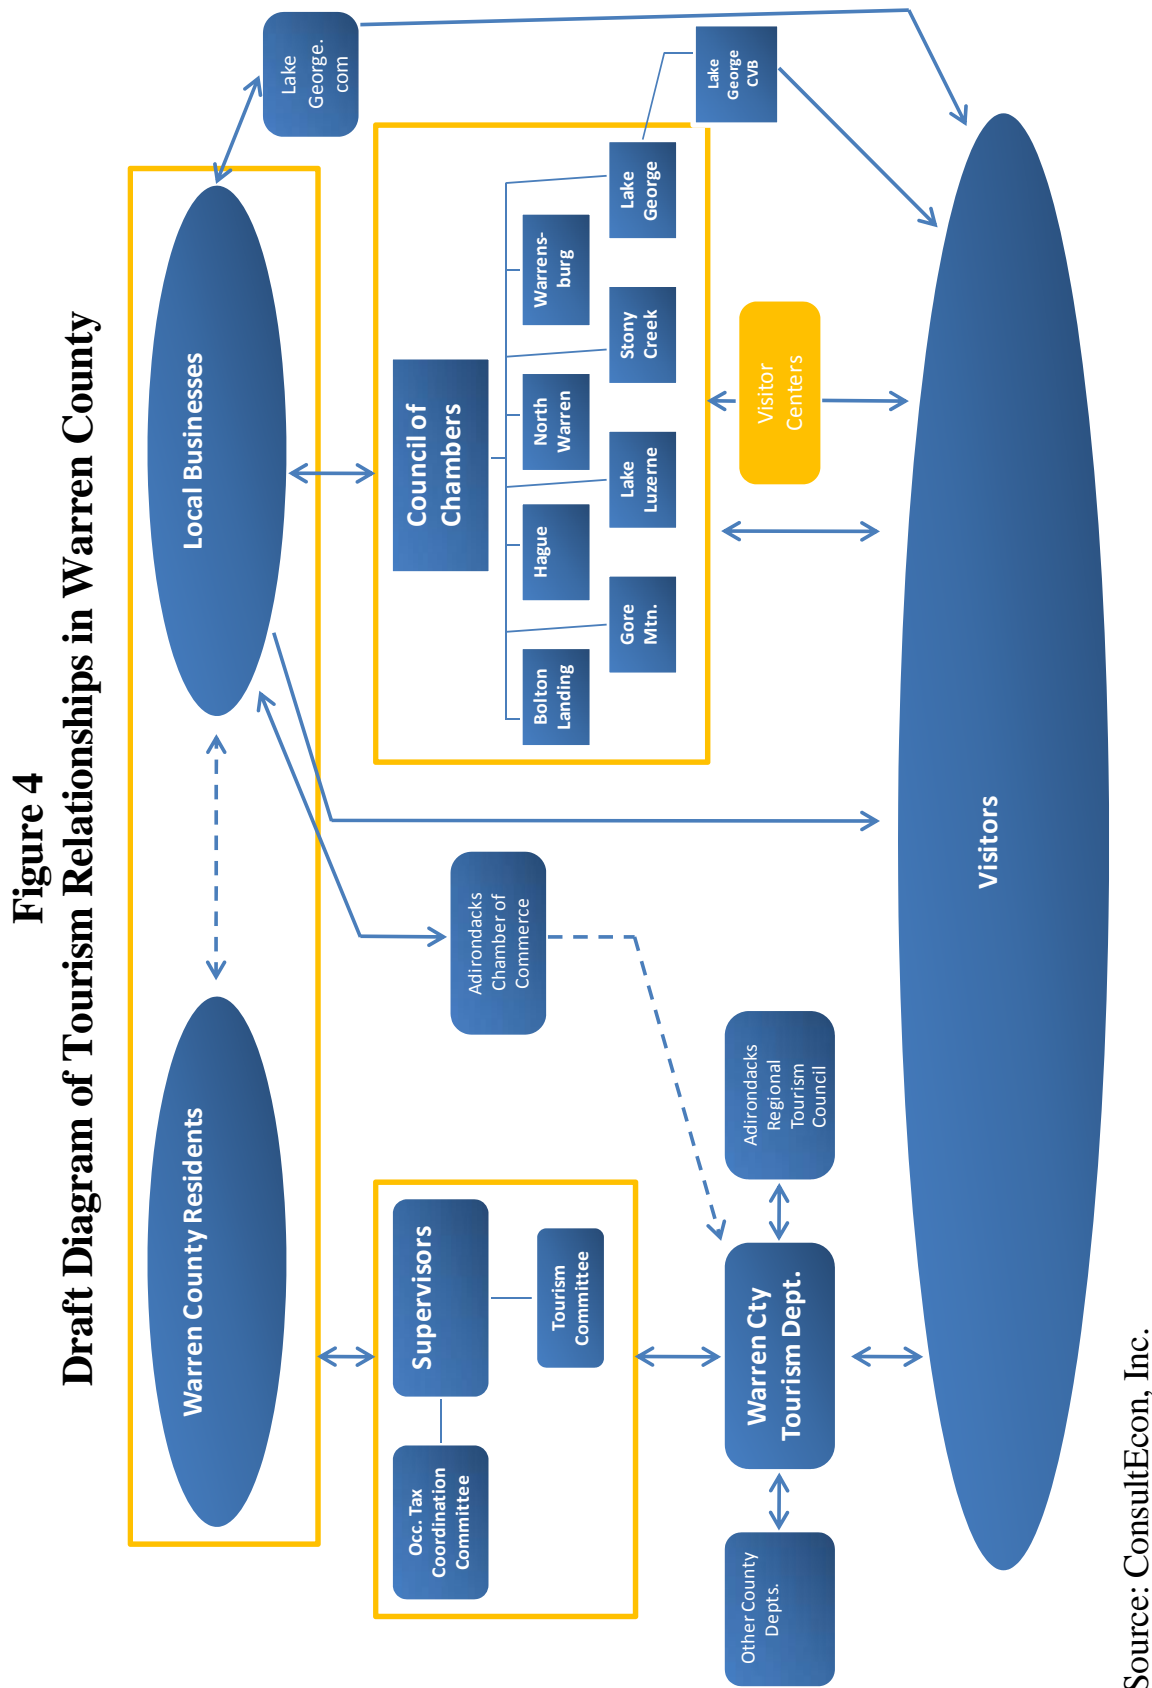 Figure 4
Draft Diagram of Tourism Relationships in Warren County
Warren County Residents
Local Businesses
Lake
George.
com
Occ. Tax
Coordination
Committee
Supervisors
Tourism
Committee
Adirondacks
Chamber of
Commerce
Council of
Chambers
Bolton
Landing
Hague
North
Warren
Warrens-
burg
Gore
Mtn.
Lake
Luzerne
Stony
Creek
Lake
George
Lake
George
CVB
Other County
Depts.
Warren Cty
Tourism Dept.
Adirondacks
Regional
Tourism
Council
Visitor
Centers
Visitors
Source: ConsultEcon, Inc.